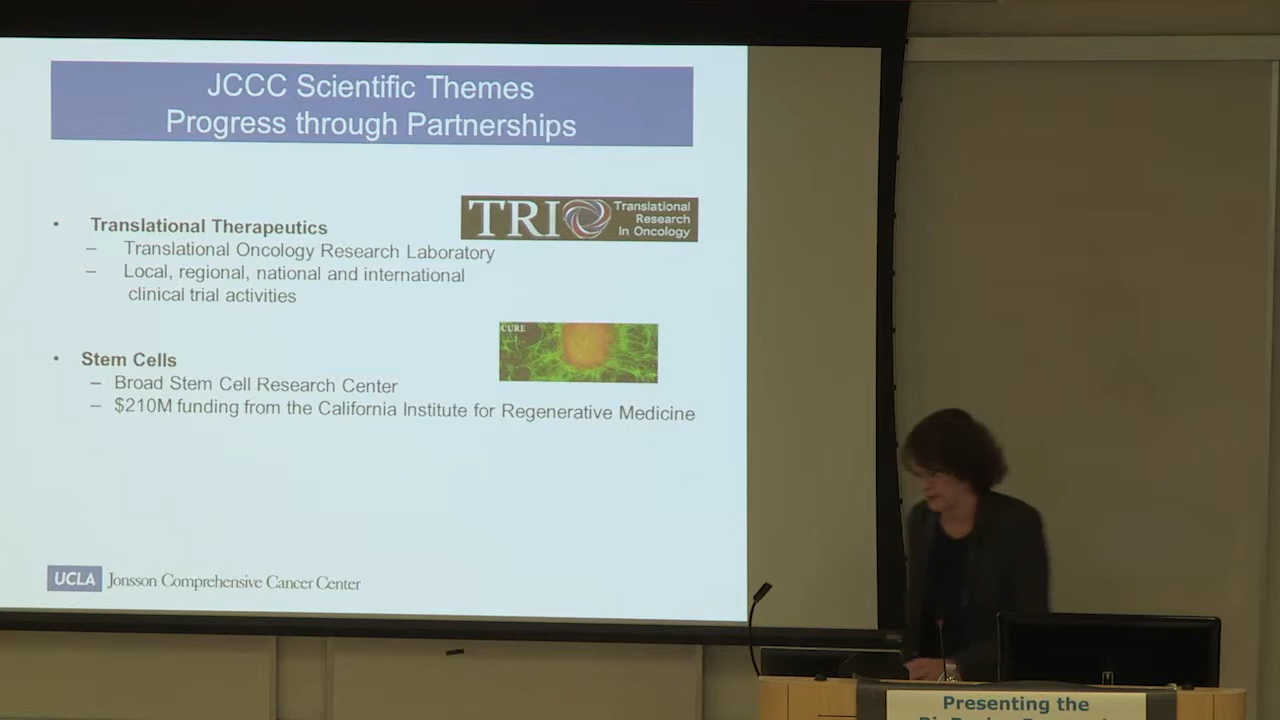 JCCC Scientific Themes
Progress through Partnerships
TRIO Translational
Research
In Oncology
• Translational Therapeutics
– Translational Oncology Research Laboratory
– Local, regional, national and international
clinical trial activities
CURE
• Stem Cells
– Broad Stem Cell Research Center
– $210M funding from the California Institute for Regenerative Medicine
UCLA Jonsson Comprehensive Cancer Center
Presenting the